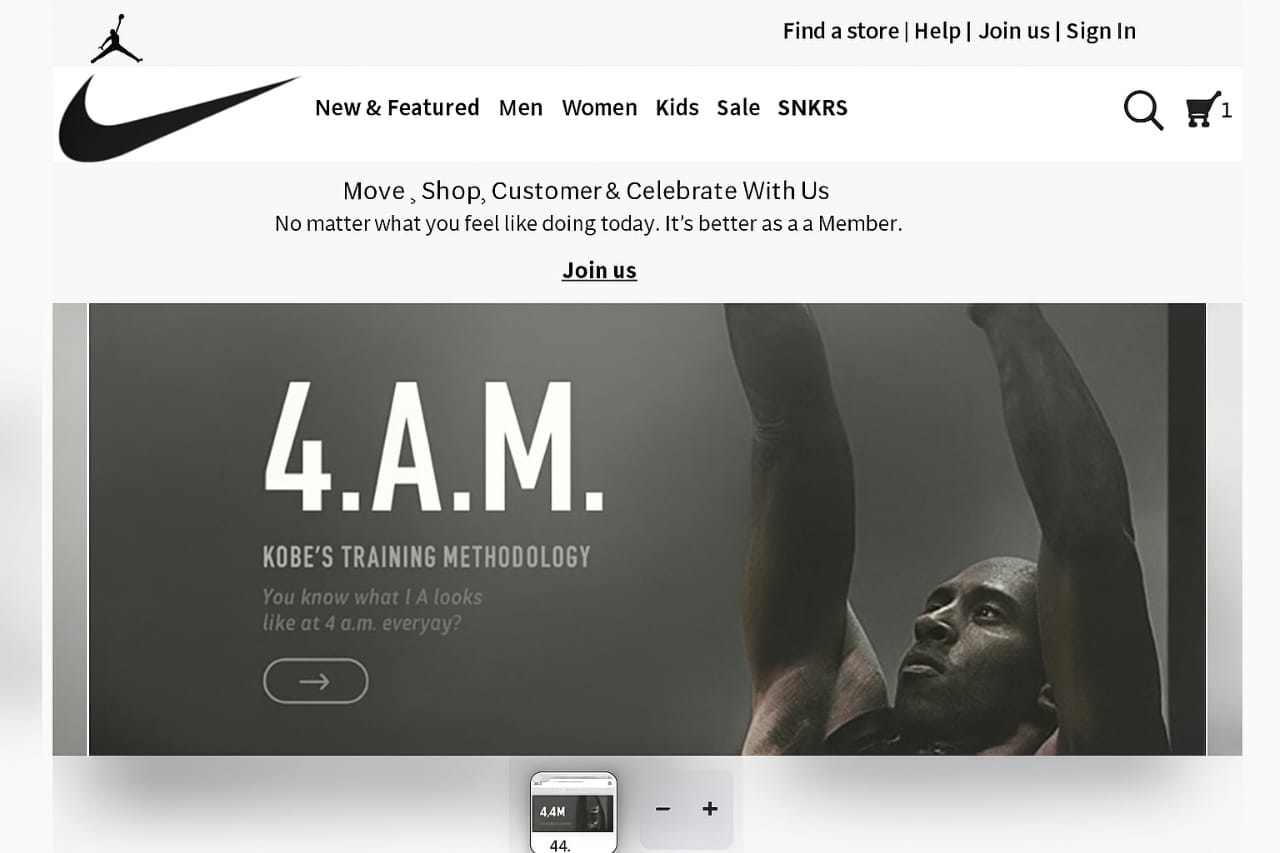 Find a store | Help | Join us | Sign In
New & Featured Men Women Kids Sale SNKRS
1
Move , Shop, Customer & Celebrate With Us
No matter what you feel like doing today. It's better as a a Member.
Join us
4.A.M.
KOBE'S TRAINING METHODOLOGY
You know what I A looks
like at 4 a.m. everyay?
4,4M
44.